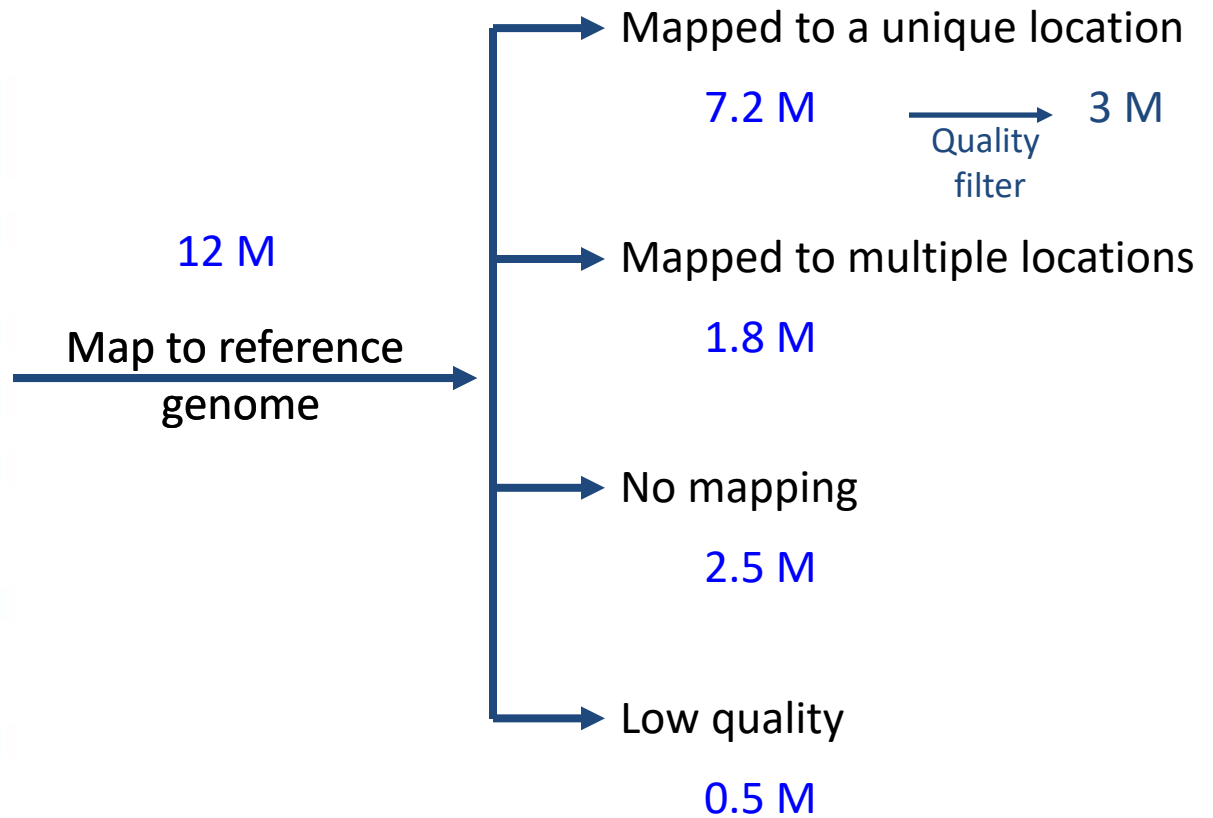 Mapped to a unique location
7.2 M
3 M
Quality
filter
12 M
Map to reference
genome
Mapped to multiple locations
1.8 M
No mapping
2.5 M
Low quality
0.5 M